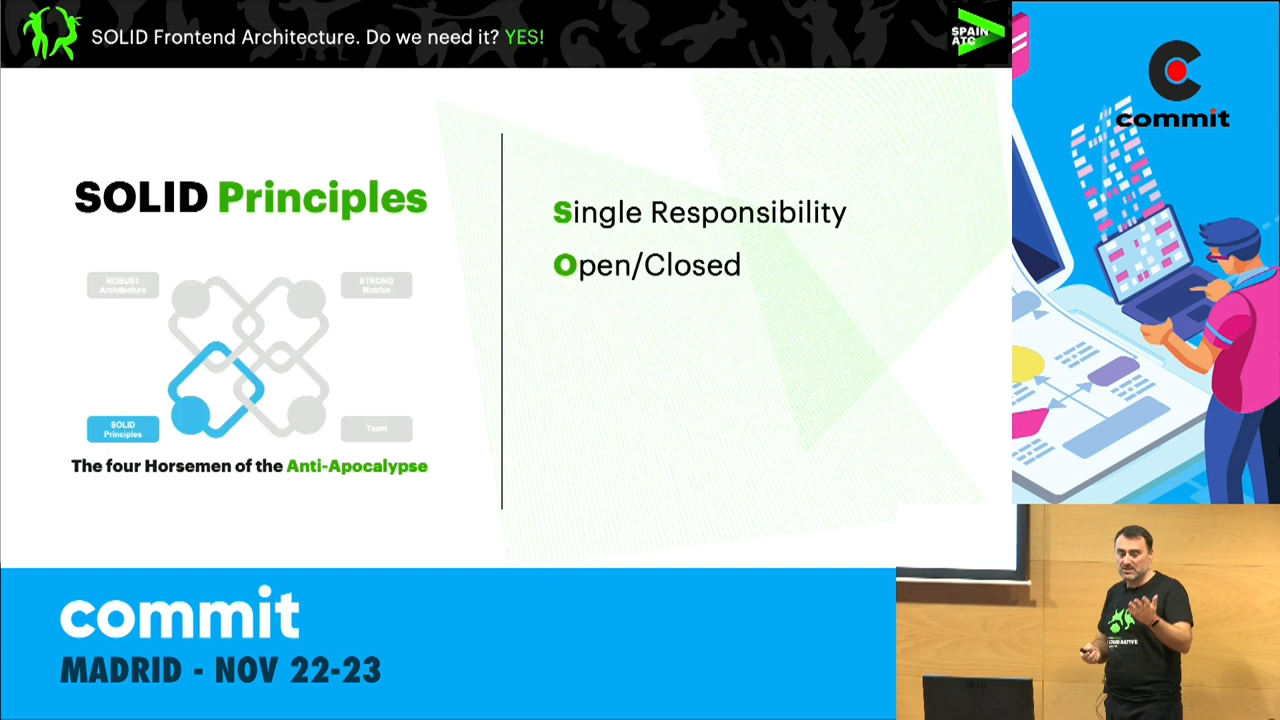 SOLID Frontend Architecture. Do we need it? YES!
SPAIN
ATC
commit
SOLID Principles
Single Responsibility
Open/Closed
ROBUST
Architecture
STRONG
Metrics
SOLID
Principles
Team
The four Horsemen of the Anti-Apocalypse
commit
MADRID - NOV 22-23